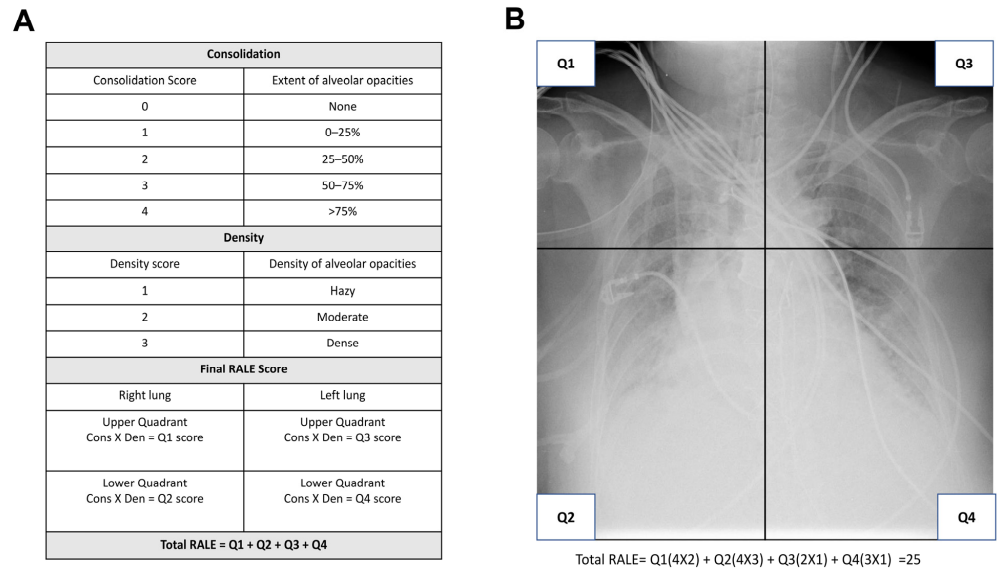 A
Consolidation
Consolidation Score Extent of alveolar opacities
0 None
1 0–25%
2 25–50%
3 50–75%
4 >75%
Density
Density score Density of alveolar opacities
1 Hazy
2 Moderate
3 Dense
Final RALE Score
Right lung Left lung
Upper Quadrant Upper Quadrant
Cons X Den = Q1 score Cons X Den = Q3 score
Lower Quadrant Lower Quadrant
Cons X Den = Q2 score Cons X Den = Q4 score
Total RALE = Q1 + Q2 + Q3 + Q4
B
Q1 Q3
Q2 Q4
Total RALE= Q1(4X2) + Q2(4X3) + Q3(2X1) + Q4(3X1) =25